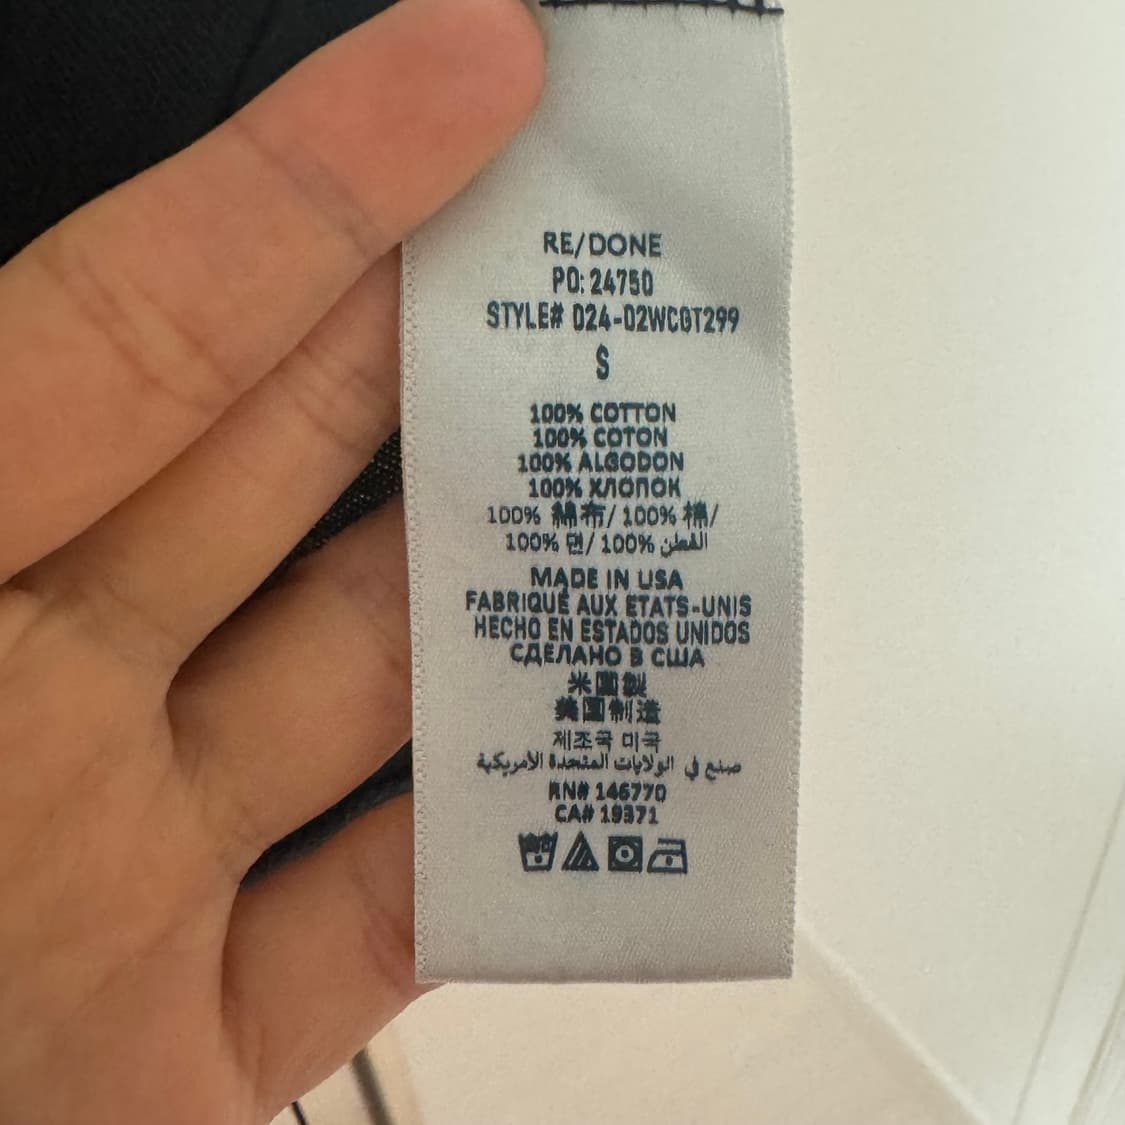 RE/DONE
PO: 24750
STYLE# 024-02WCGT299
S
100% COTTON
100% COTON
100% ALGODON
100% ХЛОПОК
100% 綿布/ 100% 棉/
100% 면/ 100% القطن
MADE IN USA
FABRIQUE AUX ETATS-UNIS
HECHO EN ESTADOS UNIDOS
СДЕЛАНО В США
米国製
美国制造
제조국 미국
صنع في الولايات المتحدة الأمريكية
RN# 146770
CA# 19371